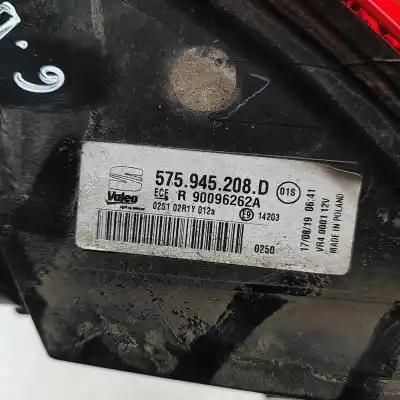 575.945.208.D
01S
ECE R 90096262A
Valeo
02S1 02R1Y 012a
E9 14203
0250
17/08/19 06:41
VR4 0001 12V
MADE IN POLAND